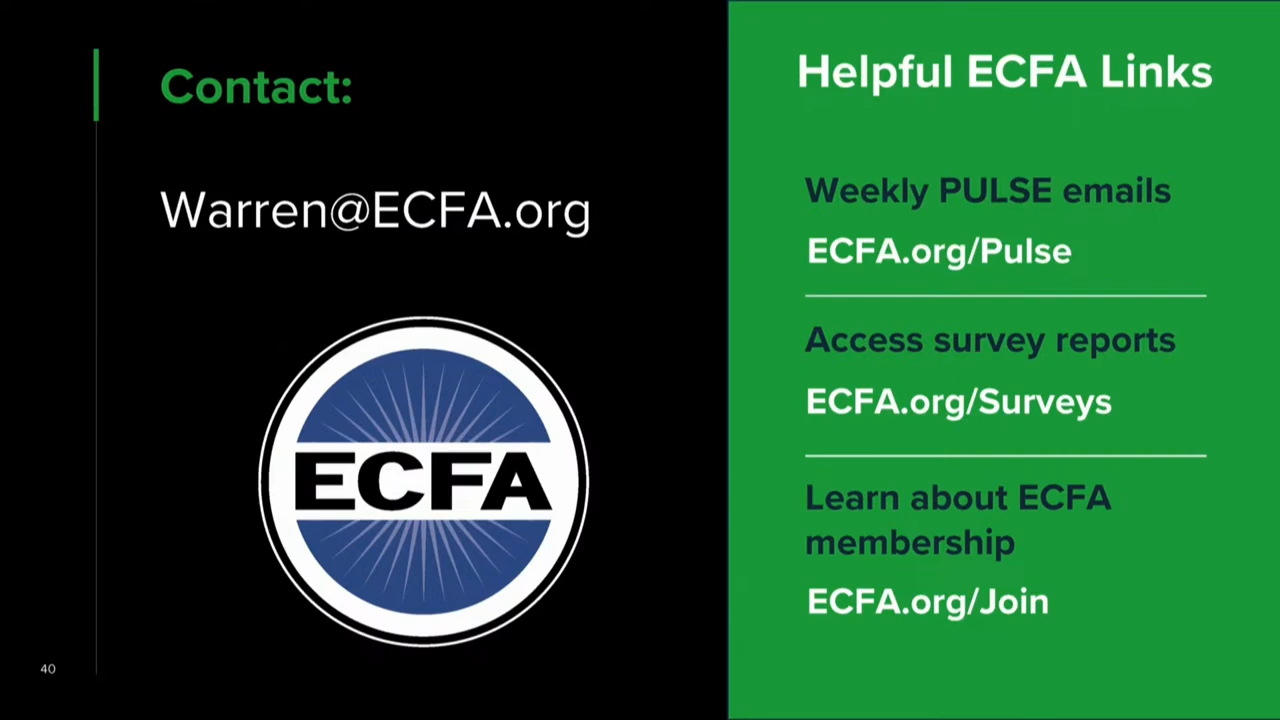 Contact:
Warren@ECFA.org
ECFA
40
Helpful ECFA Links
Weekly PULSE emails
ECFA.org/Pulse
Access survey reports
ECFA.org/Surveys
Learn about ECFA
membership
ECFA.org/Join